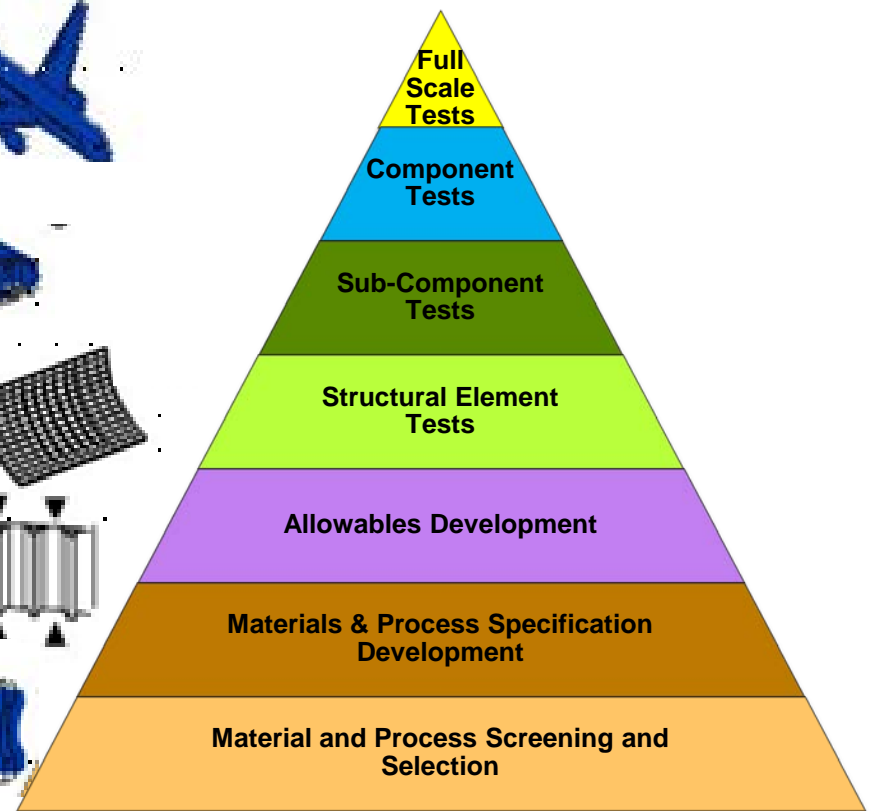 Full
Scale
Tests
Component
Tests
Sub-Component
Tests
Structural Element
Tests
Allowables Development
Materials & Process Specification
Development
Material and Process Screening and
Selection